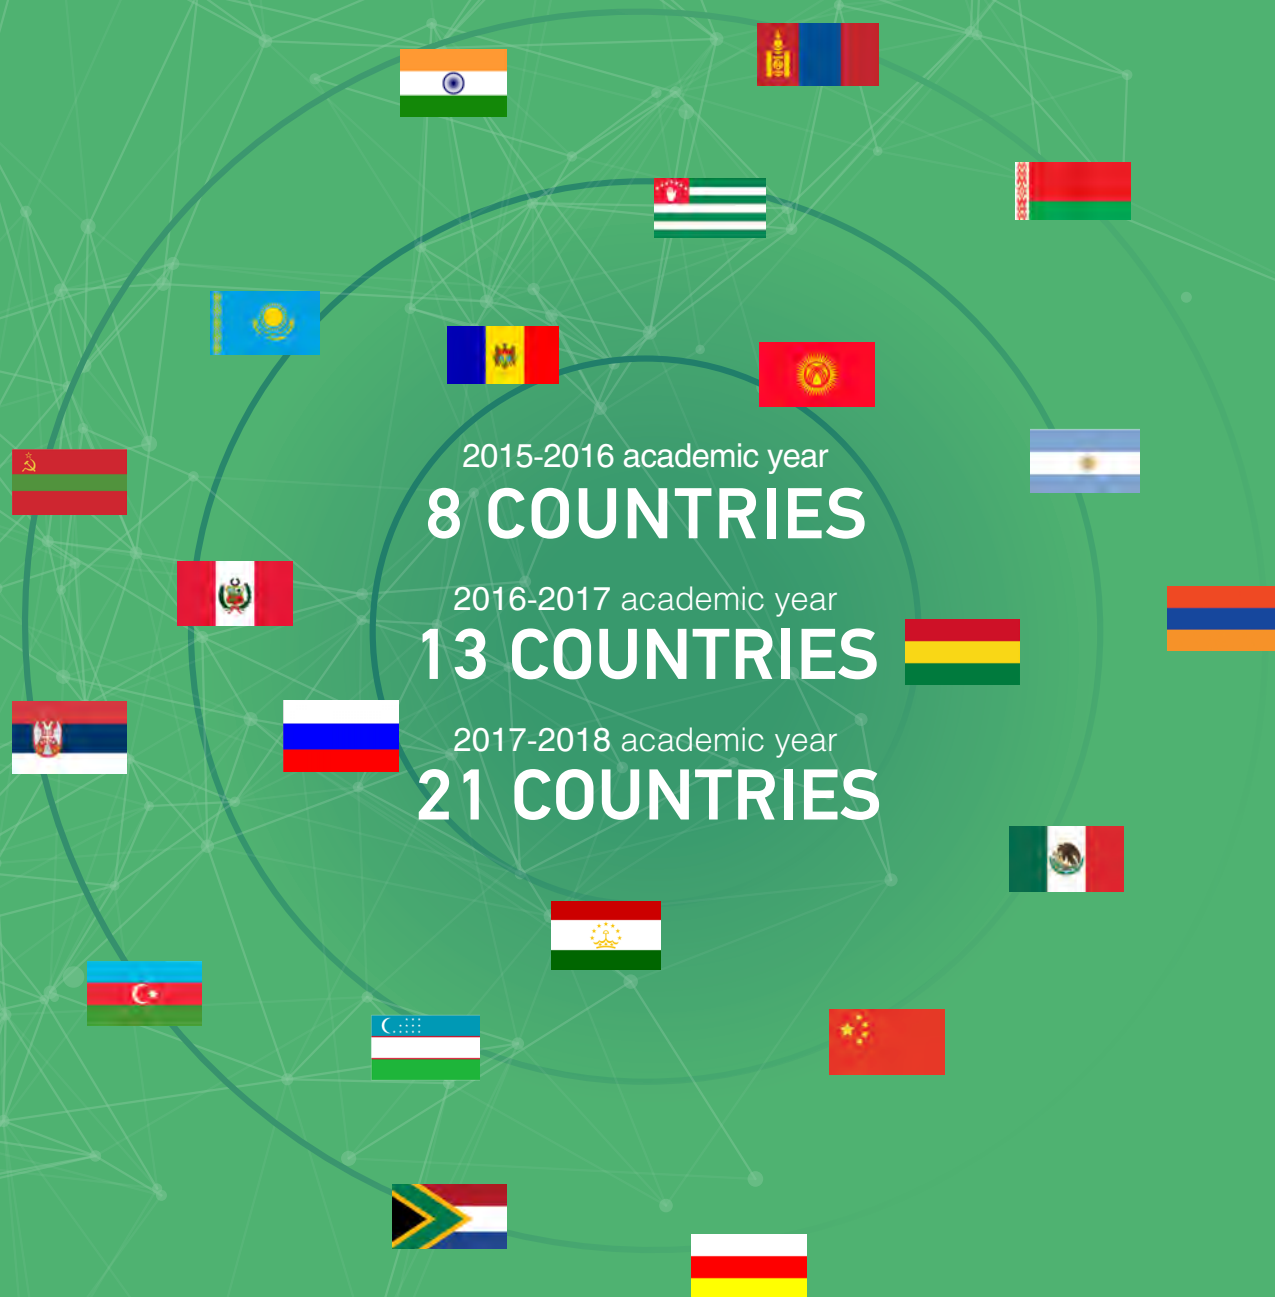 2015-2016 academic year
8 COUNTRIES
2016-2017 academic year
13 COUNTRIES
2017-2018 academic year
21 COUNTRIES